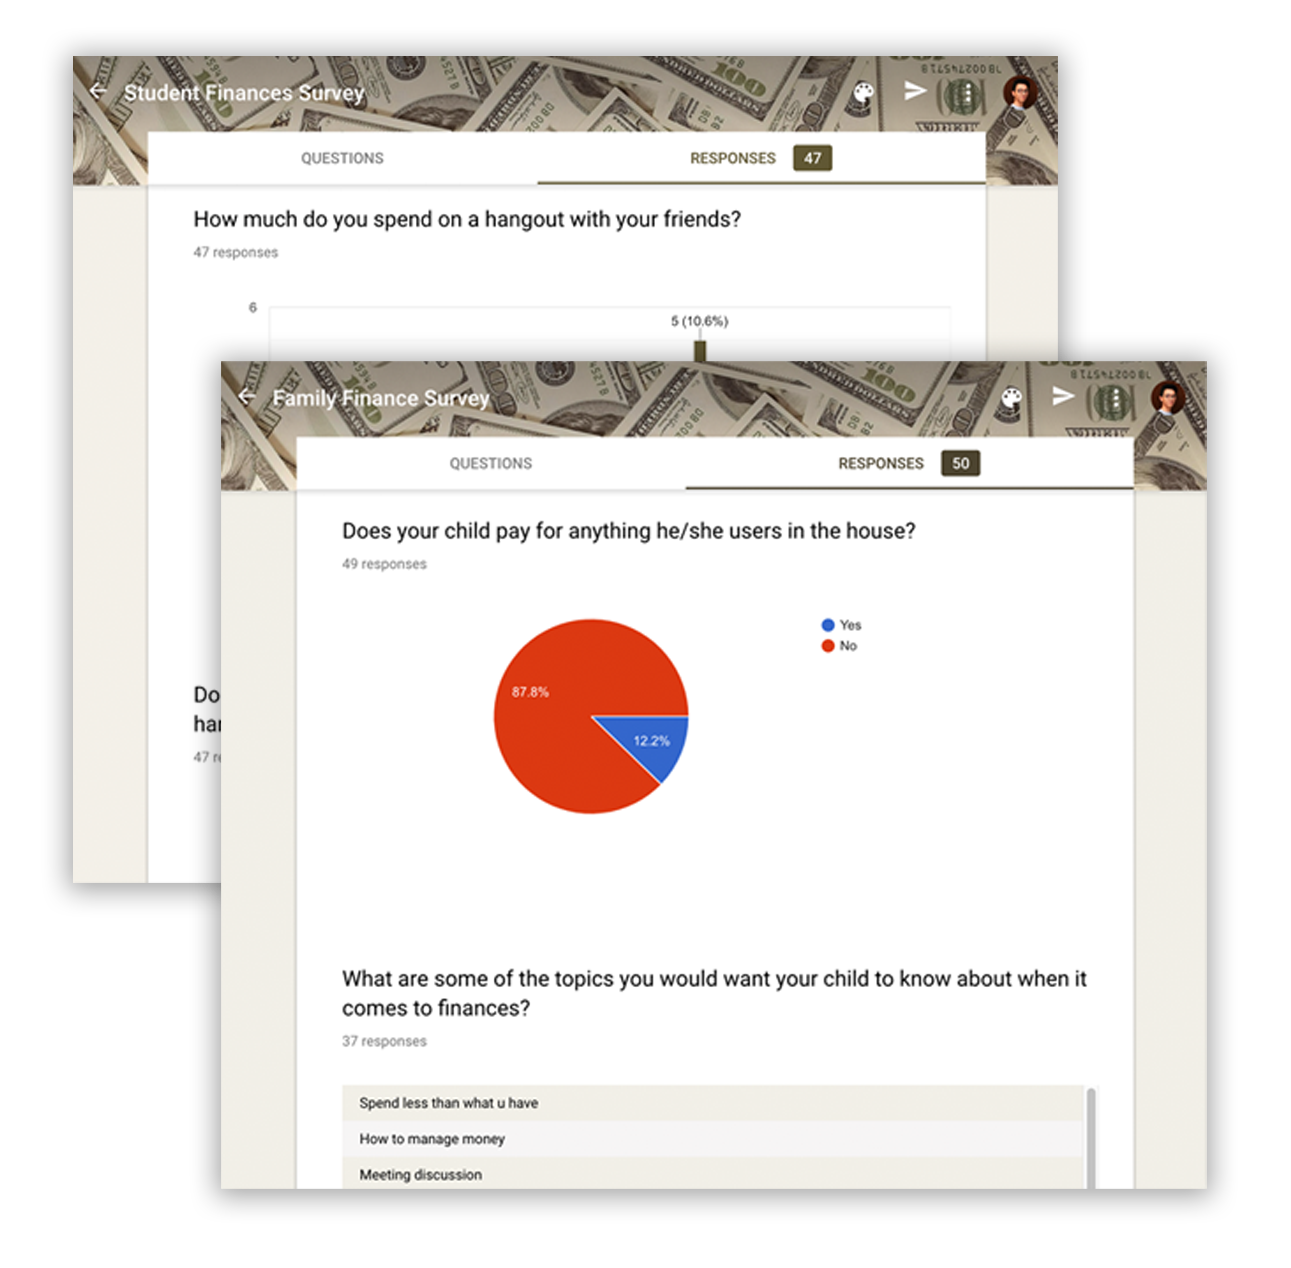 Student Finances Survey
QUESTIONS
RESPONSES 47
How much do you spend on a hangout with your friends?
47 responses
6
5 (10.6%)
Do
47
Family Finance Survey
QUESTIONS
RESPONSES 50
Does your child pay for anything he/she users in the house?
49 responses
87.8%
12.2%
Yes
No
What are some of the topics you would want your child to know about when it
comes to finances?
37 responses
Spend less than what u have
How to manage money
Meeting discussion